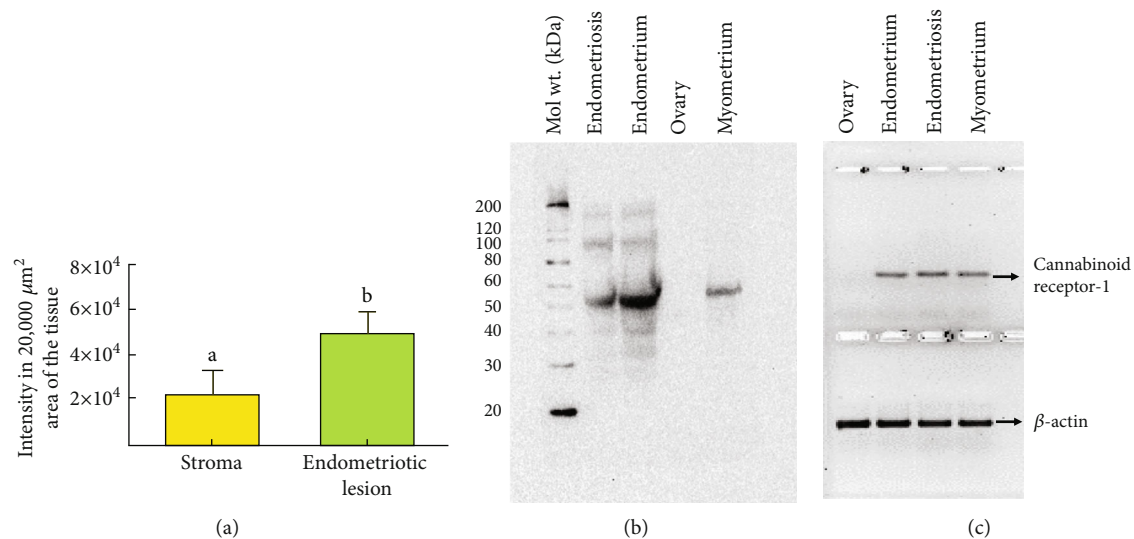 Intensity in 20,000 μm²
area of the tissue
8×10⁴
6×10⁴
4×10⁴
2×10⁴
a
b
Stroma
Endometriotic
lesion
(a)
Mol wt. (kDa)
Endometriosis
Endometrium
Ovary
Myometrium
200
120
100
80
60
50
40
30
20
(b)
Ovary
Endometrium
Endometriosis
Myometrium
Cannabinoid
receptor-1
β-actin
(c)